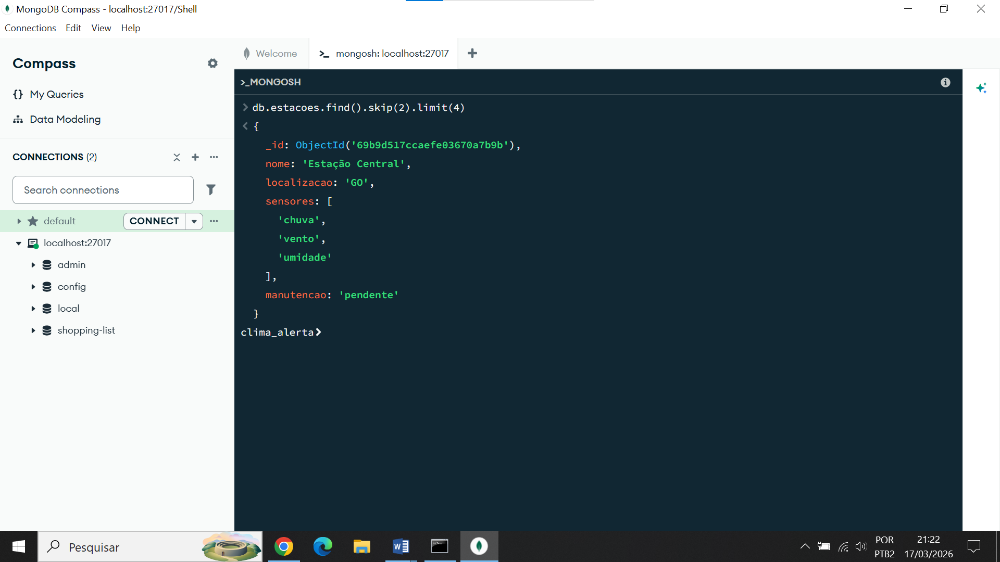 MongoDB Compass - localhost:27017/Shell
Connections Edit View Help
Compass
My Queries
Data Modeling
CONNECTIONS (2)
Search connections
default CONNECT
localhost:27017
admin
config
local
shopping-list
Welcome
>_ mongosh: localhost:27017
>_MONGOSH
> db.estacoes.find().skip(2).limit(4)
< {
_id: ObjectId('69b9d517ccaefe03670a7b9b'),
nome: 'Estação Central',
localizacao: 'GO',
sensores: [
'chuva',
'vento',
'umidade'
],
manutencao: 'pendente'
}
clima_alerta>
Pesquisar
POR
PTB2
21:22
17/03/2026